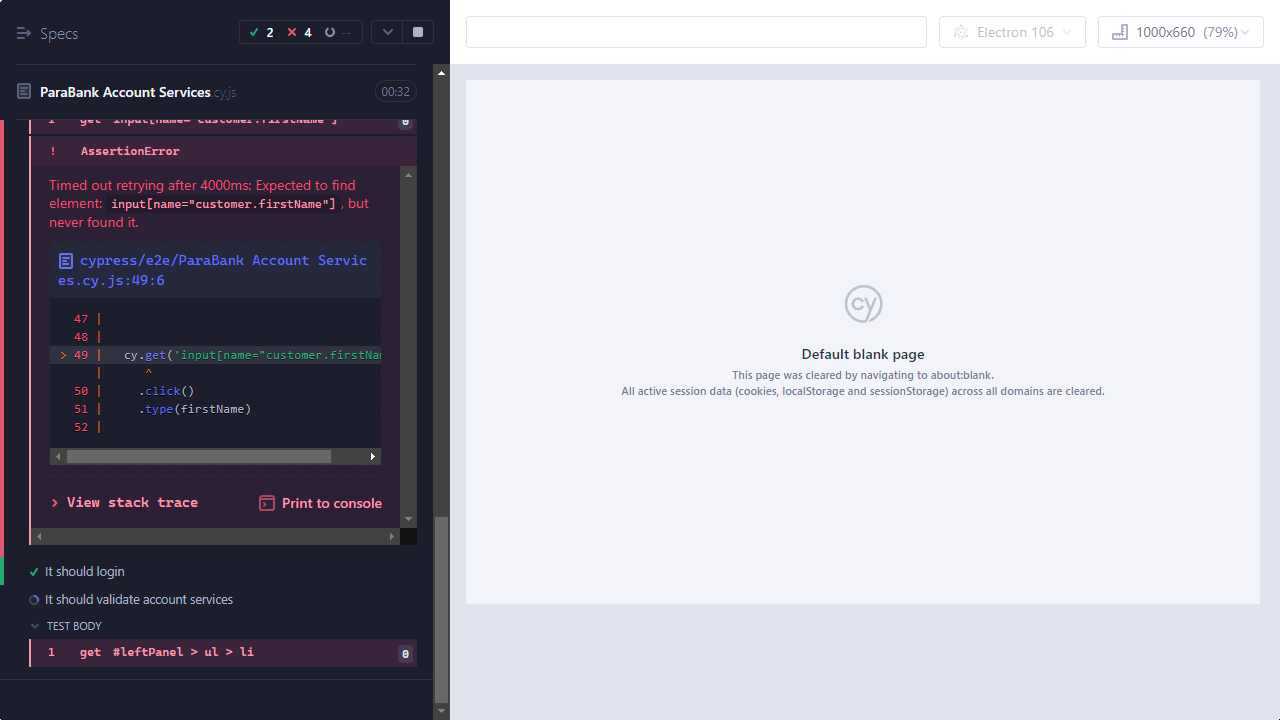 Specs
2
4
--
Electron 106
1000x660 (79%)
ParaBank Account Services.cy.js
00:32
1 get input[name="customer.firstName"] 0
! AssertionError
Timed out retrying after 4000ms: Expected to find
element: input[name="customer.firstName"] , but
never found it.
cypress/e2e/ParaBank Account Servic
es.cy.js:49:6
47 |
48 |
> 49 | cy.get('input[name="customer.firstNam
| ^
50 | .click()
51 | .type(firstName)
52 |
> View stack trace
Print to console
It should login
It should validate account services
TEST BODY
1 get #leftPanel > ul > li 0
cy
Default blank page
This page was cleared by navigating to about:blank.
All active session data (cookies, localStorage and sessionStorage) across all domains are cleared.